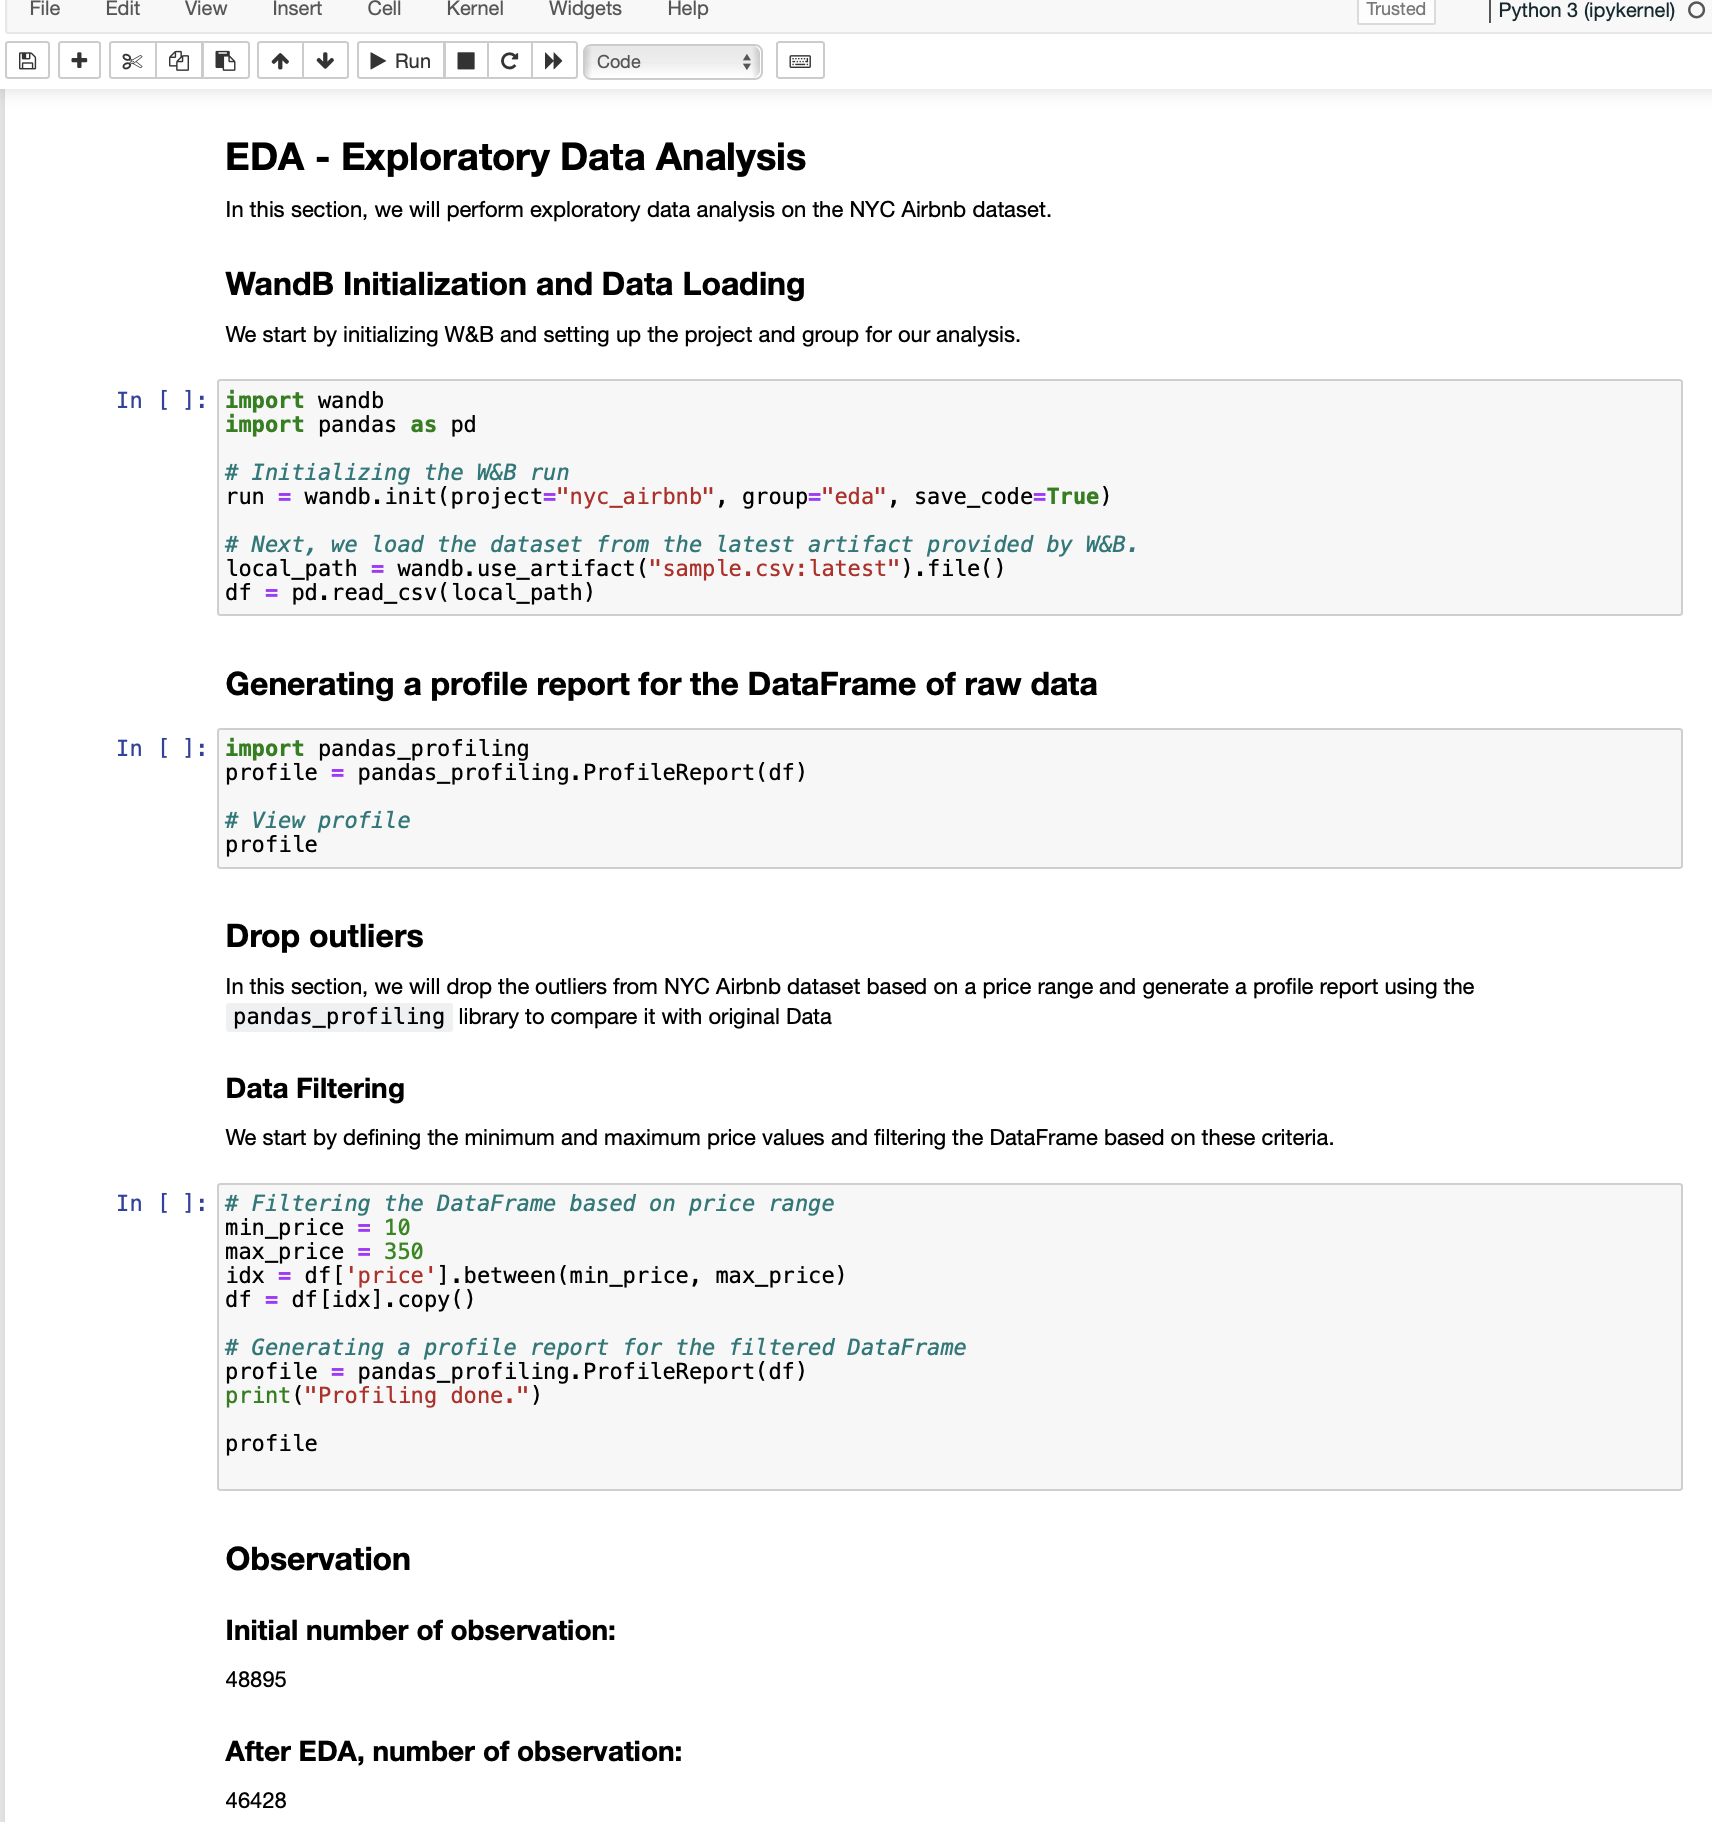 File Edit View Insert Cell Kernel Widgets Help Trusted Python 3 (ipykernel)
Run Code
EDA - Exploratory Data Analysis
In this section, we will perform exploratory data analysis on the NYC Airbnb dataset.
WandB Initialization and Data Loading
We start by initializing W&B and setting up the project and group for our analysis.
In [ ]: import wandb
import pandas as pd
# Initializing the W&B run
run = wandb.init(project="nyc_airbnb", group="eda", save_code=True)
# Next, we load the dataset from the latest artifact provided by W&B.
local_path = wandb.use_artifact("sample.csv:latest").file()
df = pd.read_csv(local_path)
Generating a profile report for the DataFrame of raw data
In [ ]: import pandas_profiling
profile = pandas_profiling.ProfileReport(df)
# View profile
profile
Drop outliers
In this section, we will drop the outliers from NYC Airbnb dataset based on a price range and generate a profile report using the
pandas_profiling library to compare it with original Data
Data Filtering
We start by defining the minimum and maximum price values and filtering the DataFrame based on these criteria.
In [ ]: # Filtering the DataFrame based on price range
min_price = 10
max_price = 350
idx = df['price'].between(min_price, max_price)
df = df[idx].copy()
# Generating a profile report for the filtered DataFrame
profile = pandas_profiling.ProfileReport(df)
print("Profiling done.")
profile
Observation
Initial number of observation:
48895
After EDA, number of observation:
46428